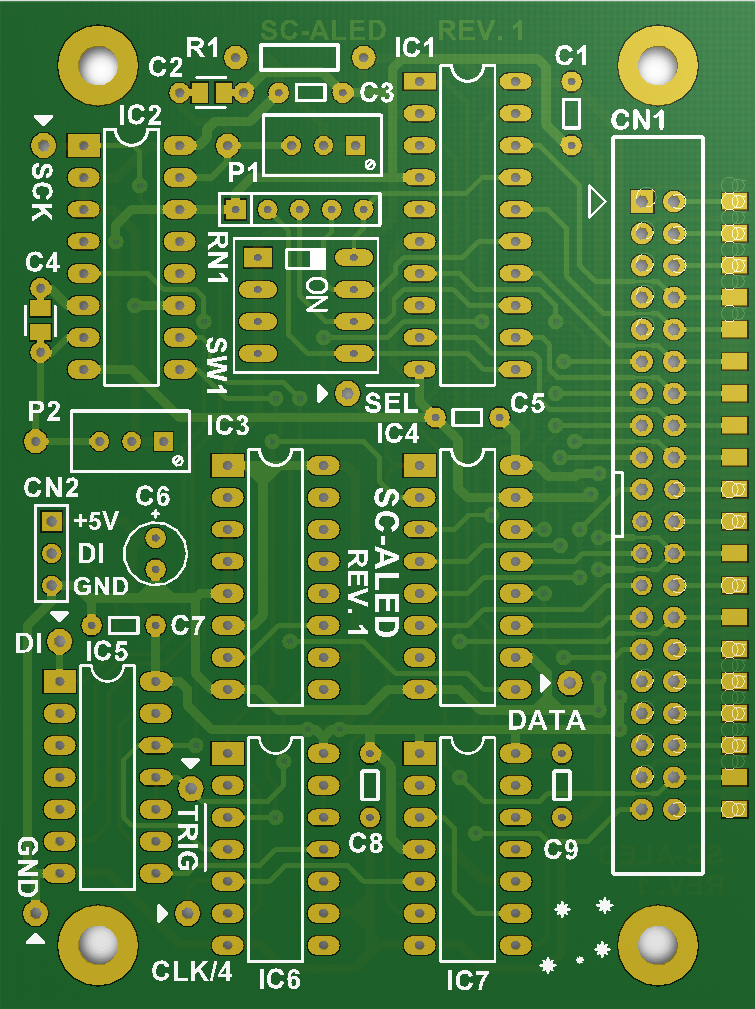 SC-ALED REV. 1
R1
IC1
C1
C2
C3
IC2
CN1
P1
SCK
RN1
C4
ON
SW1
SEL
C5
P2
IC3
IC4
CN2
C6
+5V
+
DI
GND
SC-ALED
REV.1
C7
DI
IC5
DATA
TRIG
C8
C9
GND
CLK/4
IC6
IC7